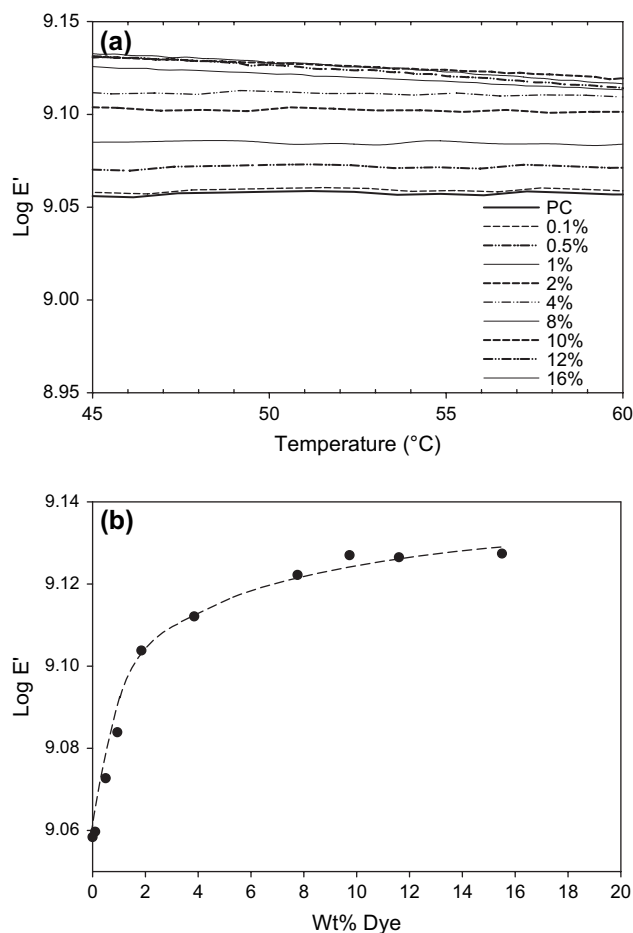 (a)
9.15
9.10
9.05
9.00
8.95
Log E'
PC
0.1%
0.5%
1%
2%
4%
8%
10%
12%
16%
45 50 55 60
Temperature (°C)
(b)
9.14
9.12
9.10
9.08
9.06
Log E'
0 2 4 6 8 10 12 14 16 18 20
Wt% Dye